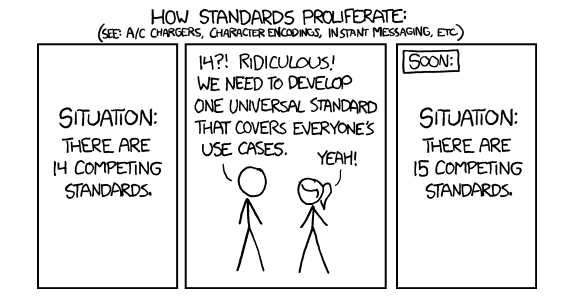 HOW STANDARDS PROLIFERATE:
(SEE: A/C CHARGERS, CHARACTER ENCODINGS, INSTANT MESSAGING, ETC.)
SITUATION:
THERE ARE
14 COMPETING
STANDARDS.
14?! RIDICULOUS!
WE NEED TO DEVELOP
ONE UNIVERSAL STANDARD
THAT COVERS EVERYONE'S
USE CASES.
YEAH!
SOON:
SITUATION:
THERE ARE
15 COMPETING
STANDARDS.